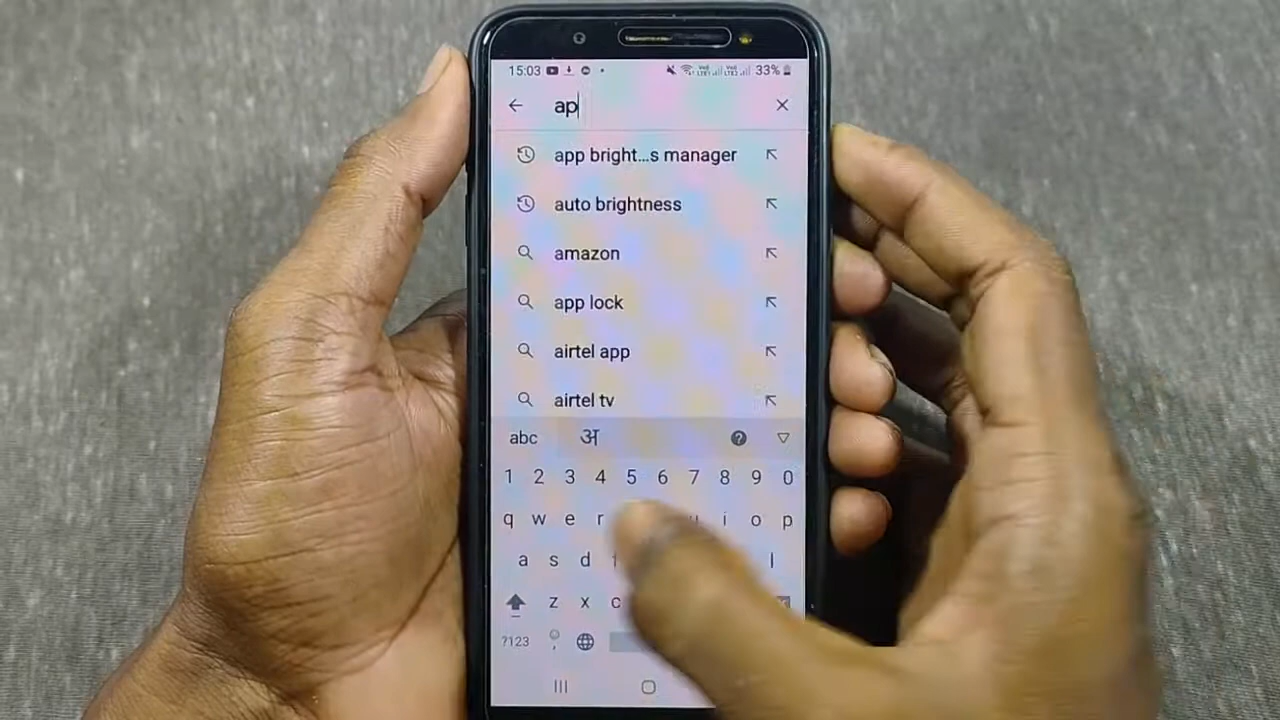 15:03 33%
ap
app bright...s manager
auto brightness
amazon
app lock
airtel app
airtel tv
abc अ
1 2 3 4 5 6 7 8 9 0
q w e r u i o p
a s d f l
z x c
?123